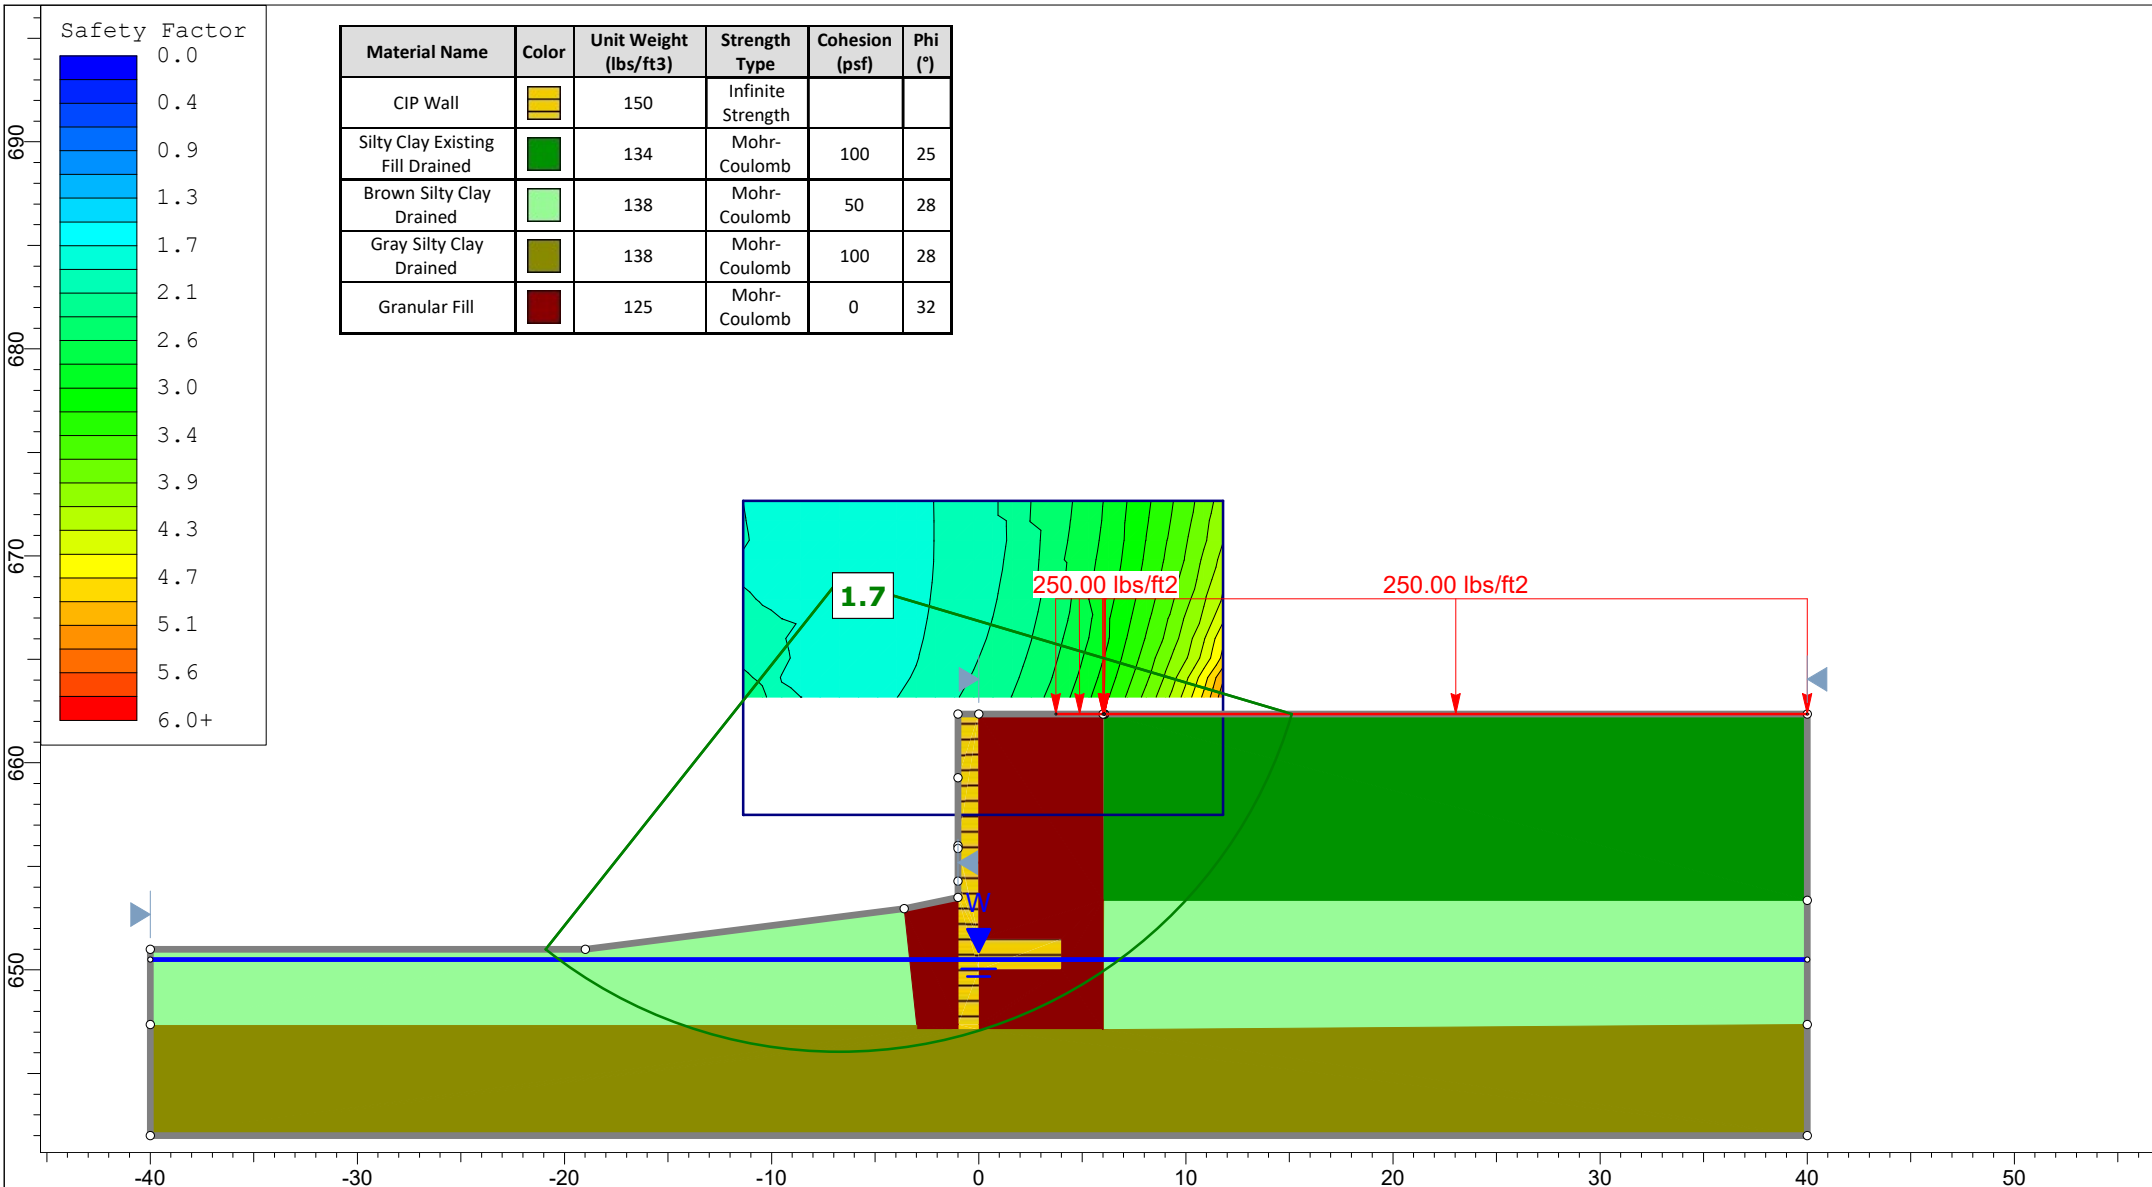 Safety Factor
0.0
0.4
0.9
1.3
1.7
2.1
2.6
3.0
3.4
3.9
4.3
4.7
5.1
5.6
6.0+
Material Name Color Unit Weight (lbs/ft3) Strength Type Cohesion (psf) Phi (°)
CIP Wall 150 Infinite Strength
Silty Clay Existing Fill Drained 134 Mohr-Coulomb 100 25
Brown Silty Clay Drained 138 Mohr-Coulomb 50 28
Gray Silty Clay Drained 138 Mohr-Coulomb 100 28
Granular Fill 125 Mohr-Coulomb 0 32
690
680
670
660
650
1.7
250.00 lbs/ft2
250.00 lbs/ft2
W
-40 -30 -20 -10 0 10 20 30 40 50